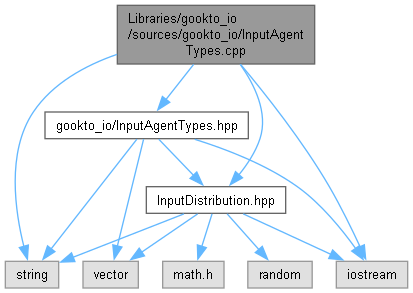 Libraries/gookto_io
/sources/gookto_io/InputAgent
Types.cpp
gookto_io/InputAgentTypes.hpp
InputDistribution.hpp
string
vector
math.h
random
iostream